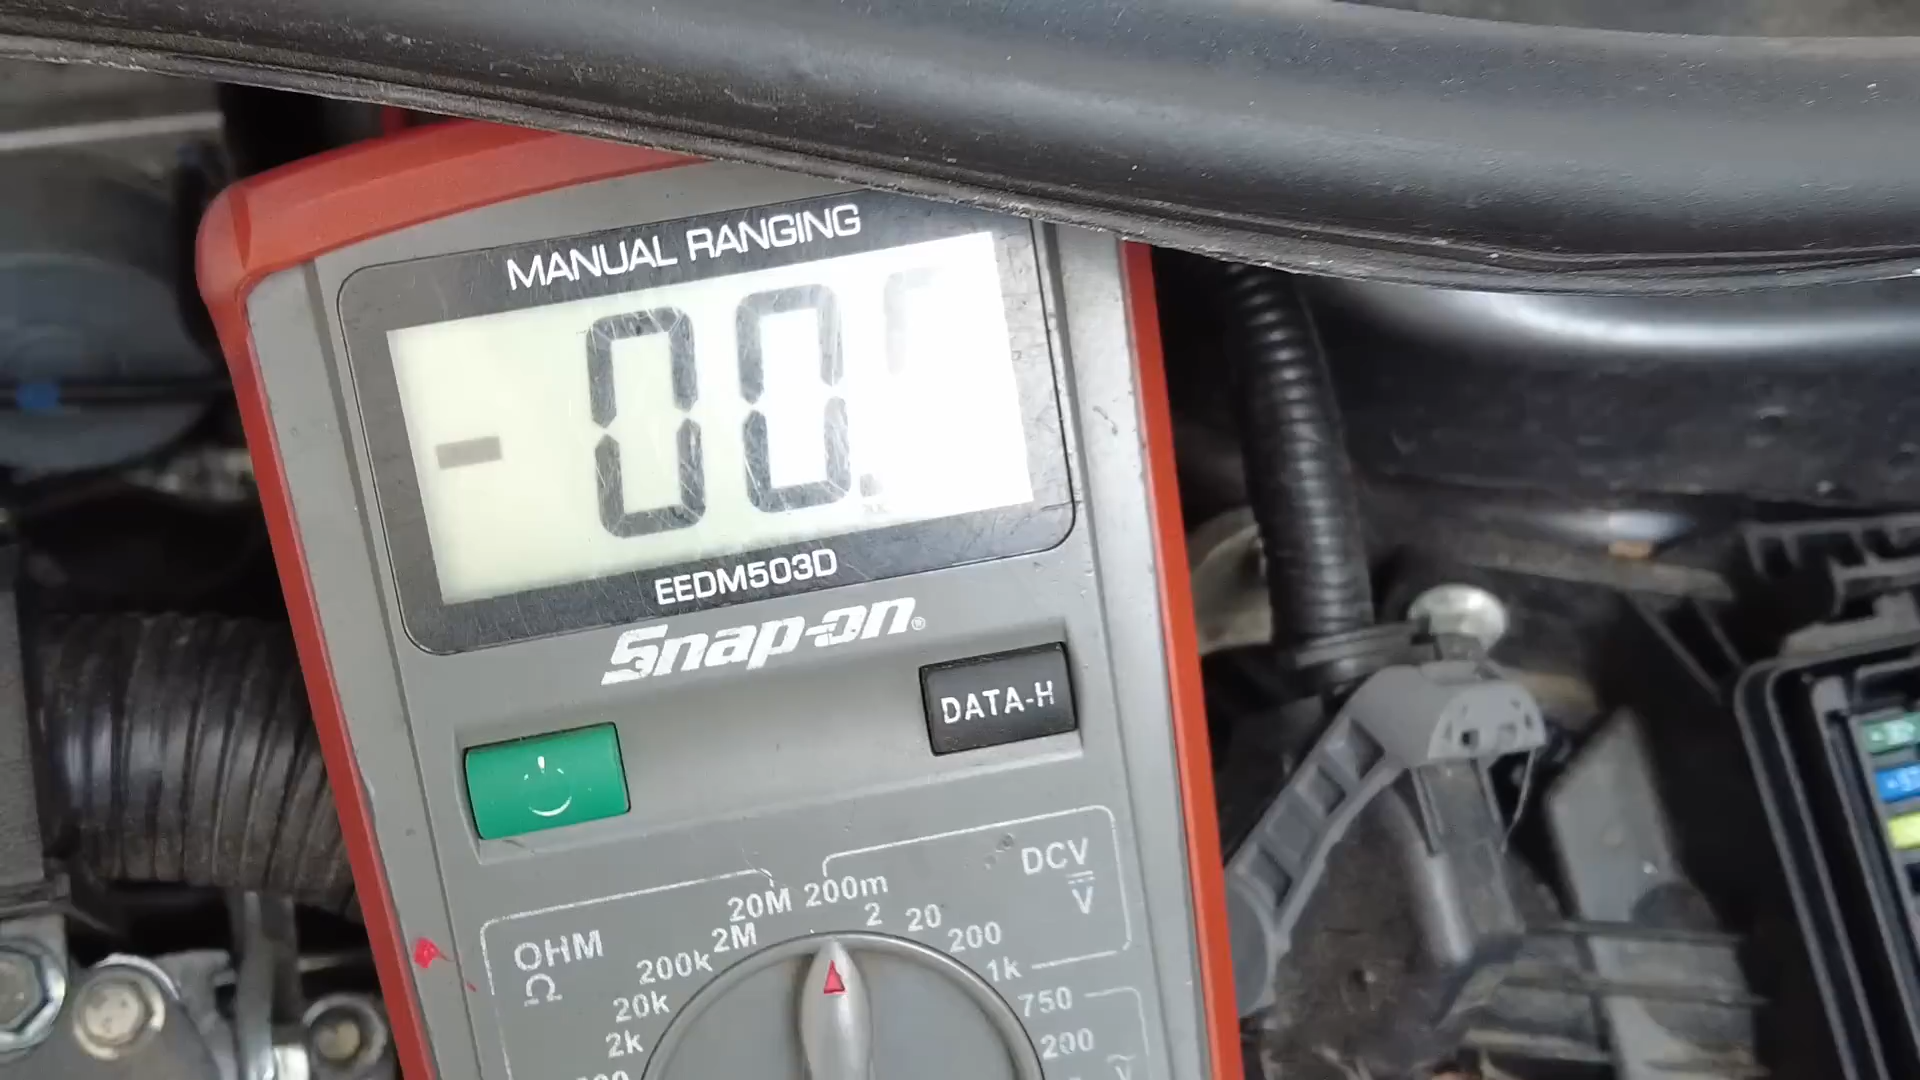 MANUAL RANGING
- 00.
EEDM503D
Snap-on®
DATA-H
DCV
V
OHM
Ω
20M 200m
2M 2 20
200k 200
20k 1k
2k 750
200